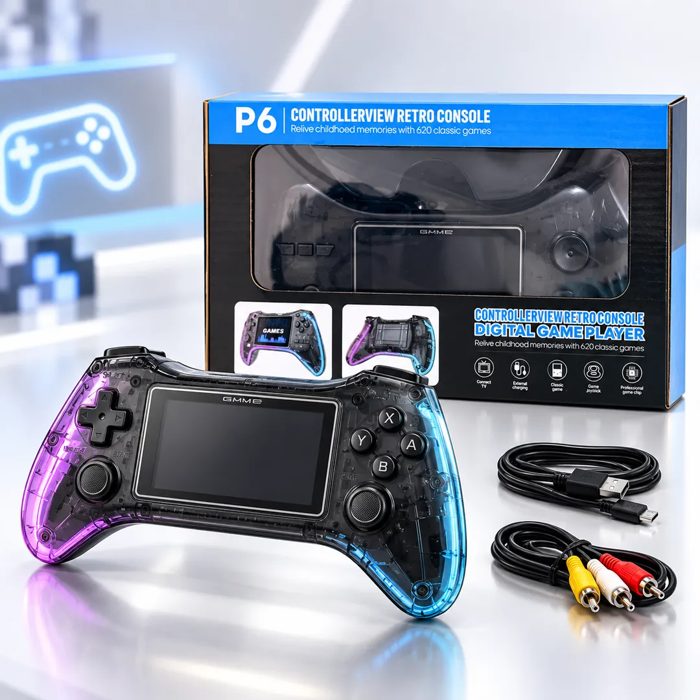 P6
CONTROLLERVIEW RETRO CONSOLE
Relive childhoed memories with 620 classic games
GMME
GAMES
CONTROLLERVIEW RETRO CONSOLE
DIGITAL GAME PLAYER
Relive childhoed memories with 620 classic games
Connect
TV
External
charging
Classic
game
Game
joystick
Professional
game chip
GMME
X
Y
A
B